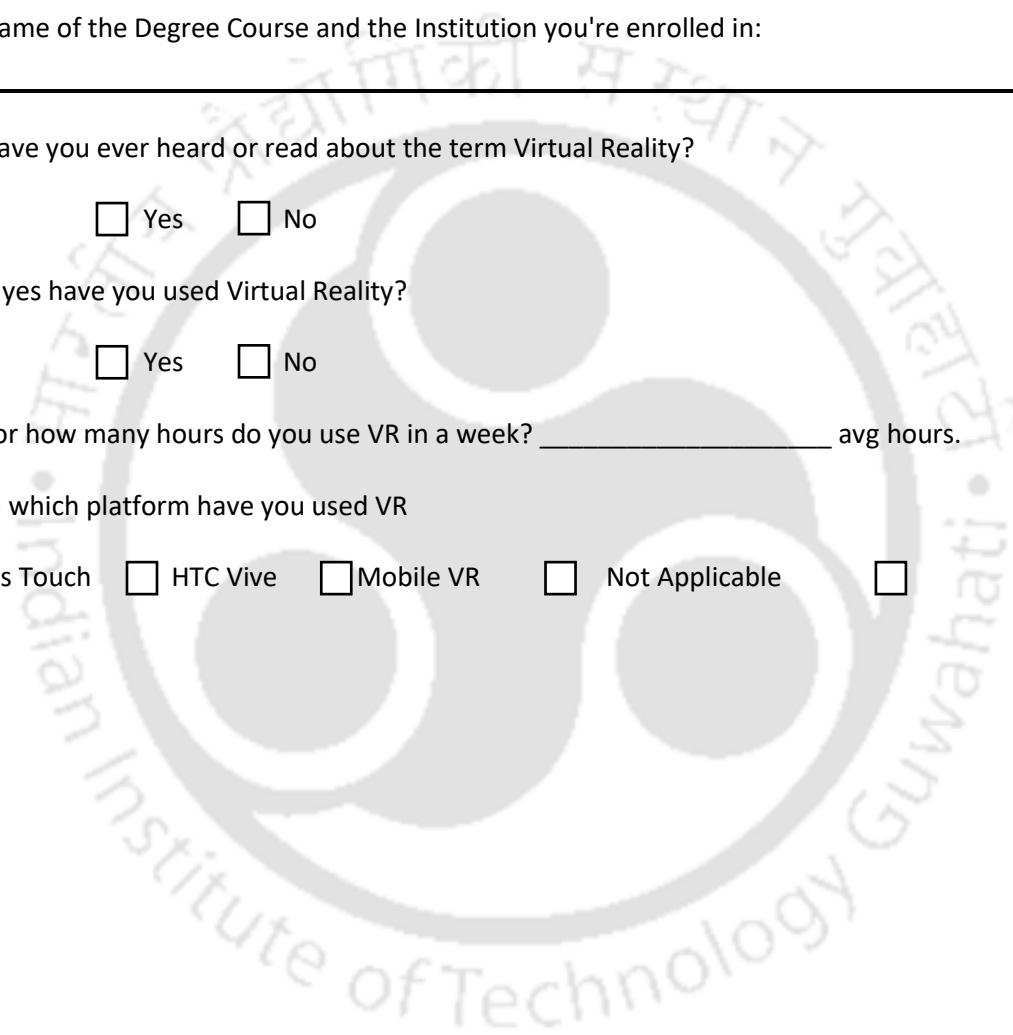 ame of the Degree Course and the Institution you're enrolled in:
ave you ever heard or read about the term Virtual Reality?
Yes No
yes have you used Virtual Reality?
Yes No
or how many hours do you use VR in a week? ____________________ avg hours.
which platform have you used VR
s Touch HTC Vive Mobile VR Not Applicable
Indian Institute of Technology Guwahati